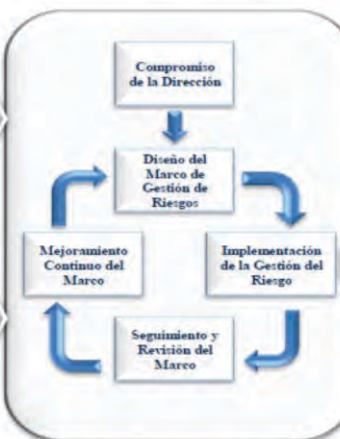 Compromiso
de la Dirección
Diseño del
Marco de
Gestión de
Riesgos
Mejoramiento
Continuo del
Marco
Implementación
de la Gestión del
Riesgo
Seguimiento y
Revisión del
Marco